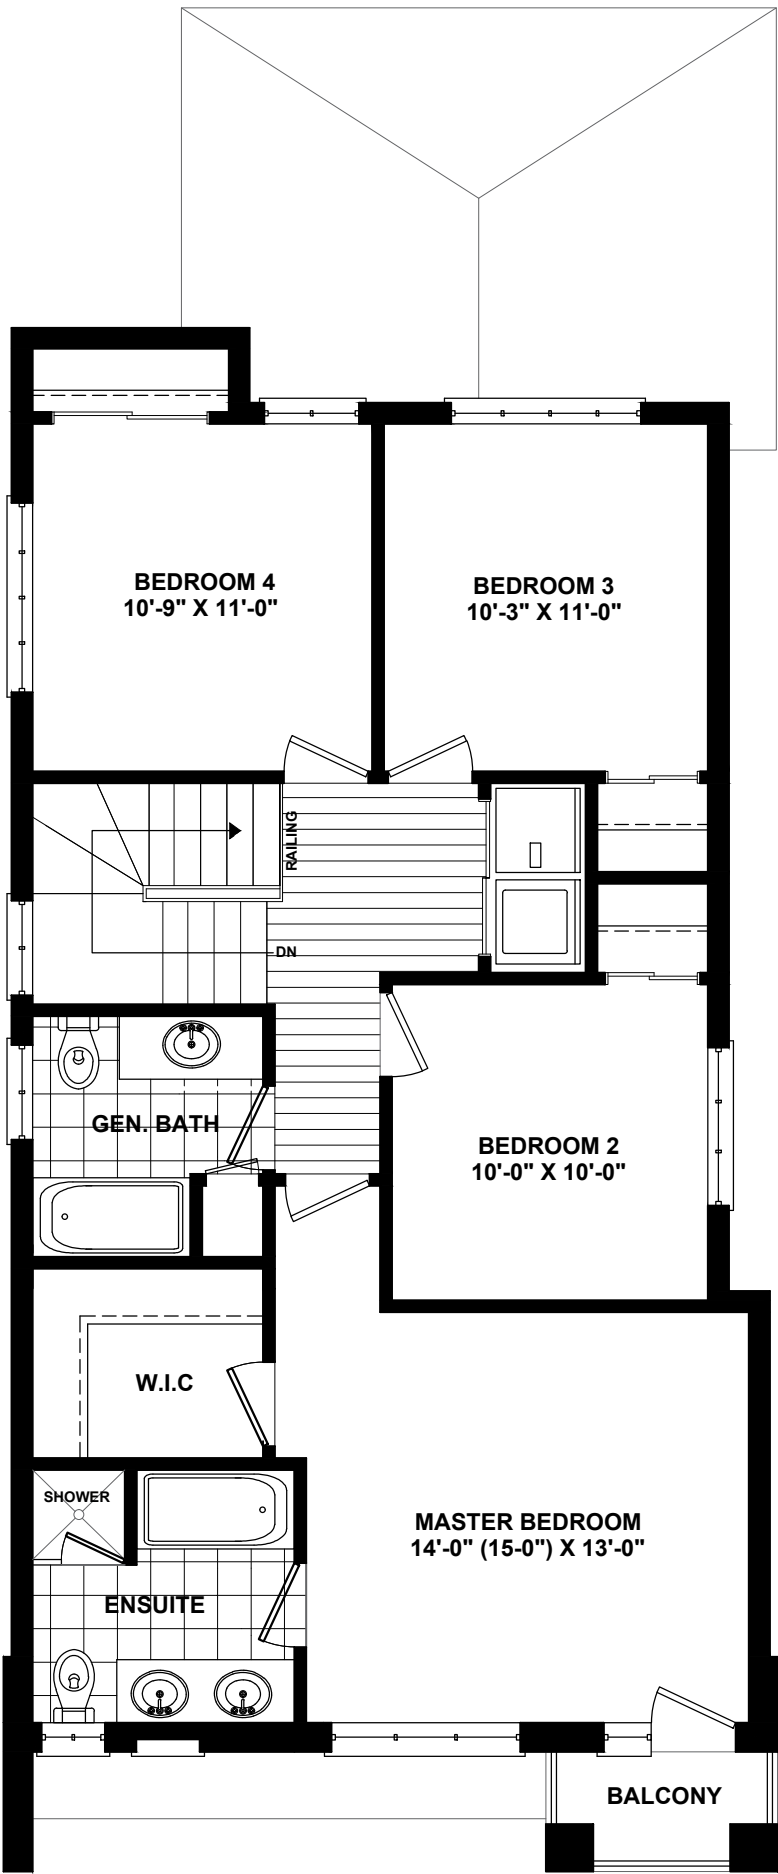 BEDROOM 4
10'-9" X 11'-0"
BEDROOM 3
10'-3" X 11'-0"
RAILING
DN
GEN. BATH
BEDROOM 2
10'-0" X 10'-0"
W.I.C
SHOWER
MASTER BEDROOM
14'-0" (15-0") X 13'-0"
ENSUITE
BALCONY